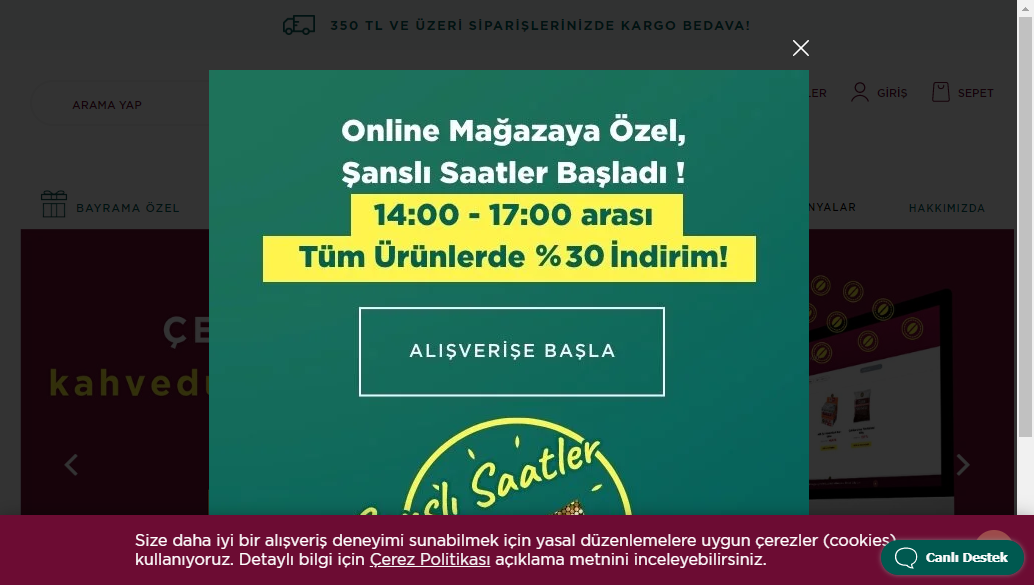 350 TL VE ÜZERİ SİPARİŞLERİNİZDE KARGO BEDAVA!
ARAMA YAP
GİRİŞ
SEPET
Online Mağazaya Özel,
Şanslı Saatler Başladı !
14:00 - 17:00 arası
Tüm Ürünlerde %30 İndirim!
BAYRAMA ÖZEL
HAKKIMIZDA
ALIŞVERİŞE BAŞLA
kahvedu
Şanslı Saatler
Size daha iyi bir alışveriş deneyimi sunabilmek için yasal düzenlemelere uygun çerezler (cookies)
kullanıyoruz. Detaylı bilgi için Çerez Politikası açıklama metnini inceleyebilirsiniz.
Canlı Destek